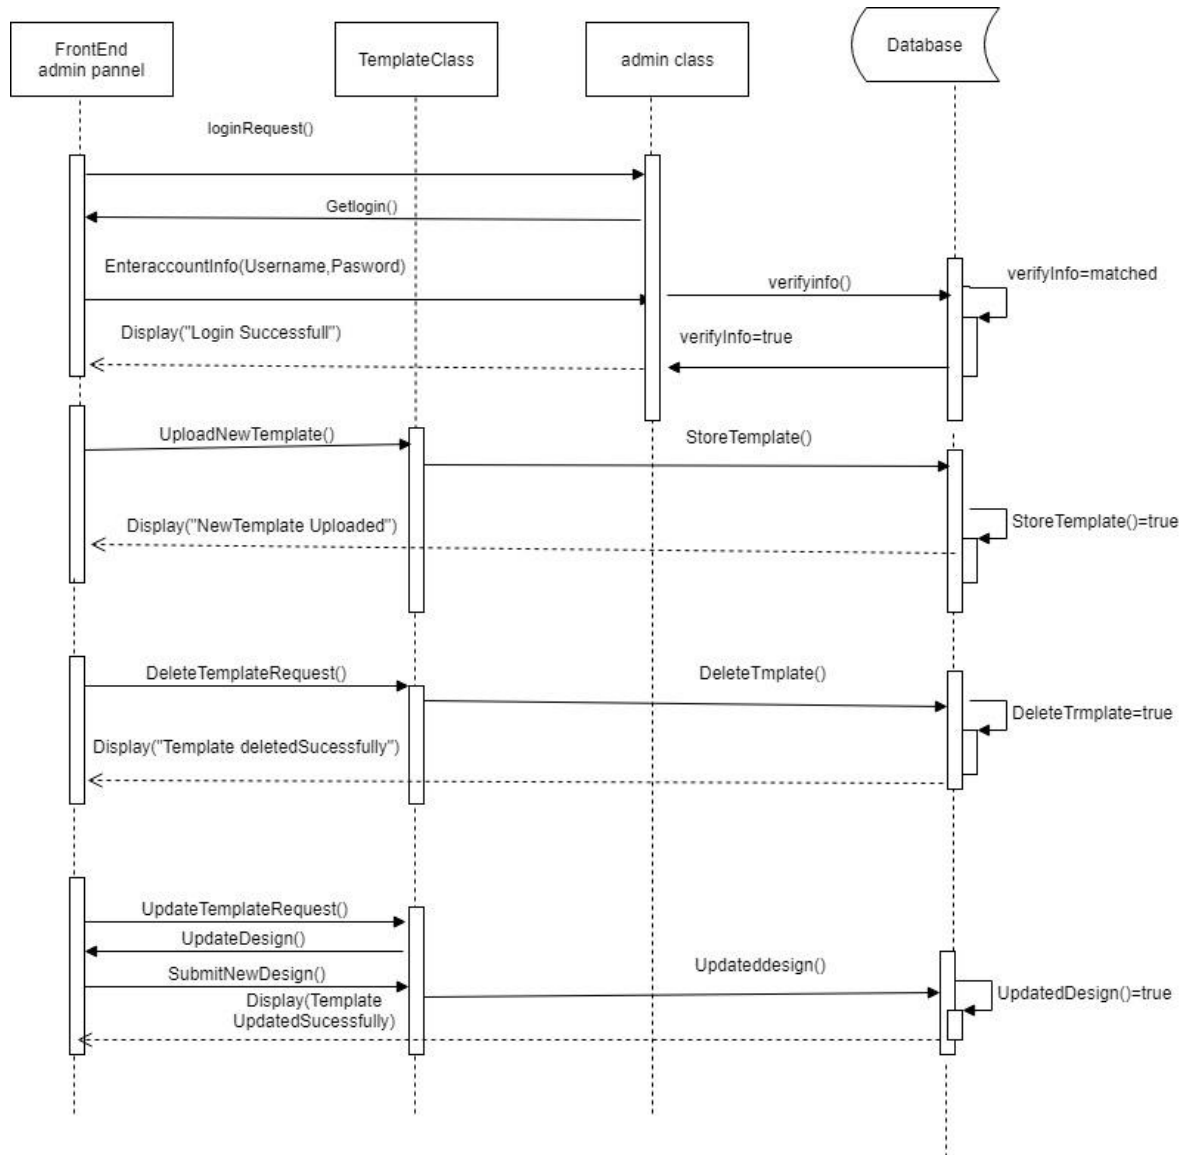 FrontEnd
admin pannel
TemplateClass
admin class
Database
loginRequest()
Getlogin()
EnteraccountInfo(Username,Pasword)
verifyinfo()
verifyInfo=matched
Display("Login Successfull")
verifyInfo=true
UploadNewTemplate()
StoreTemplate()
Display("NewTemplate Uploaded")
StoreTemplate()=true
DeleteTemplateRequest()
DeleteTmplate()
DeleteTrmplate=true
Display("Template deletedSucessfully")
UpdateTemplateRequest()
UpdateDesign()
SubmitNewDesign()
Updateddesign()
UpdatedDesign()=true
Display(Template
UpdatedSucessfully)